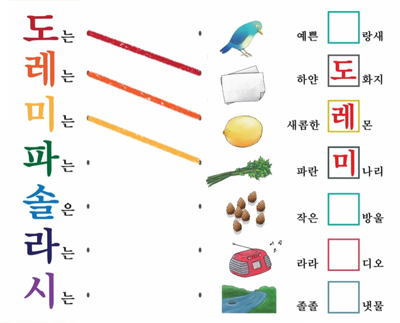 도는 예쁜 랑새
레는 하얀 도화지
미는 새콤한 레몬
파는 파란 미나리
솔은 작은 방울
라는 라라 디오
시는 졸졸 냇물